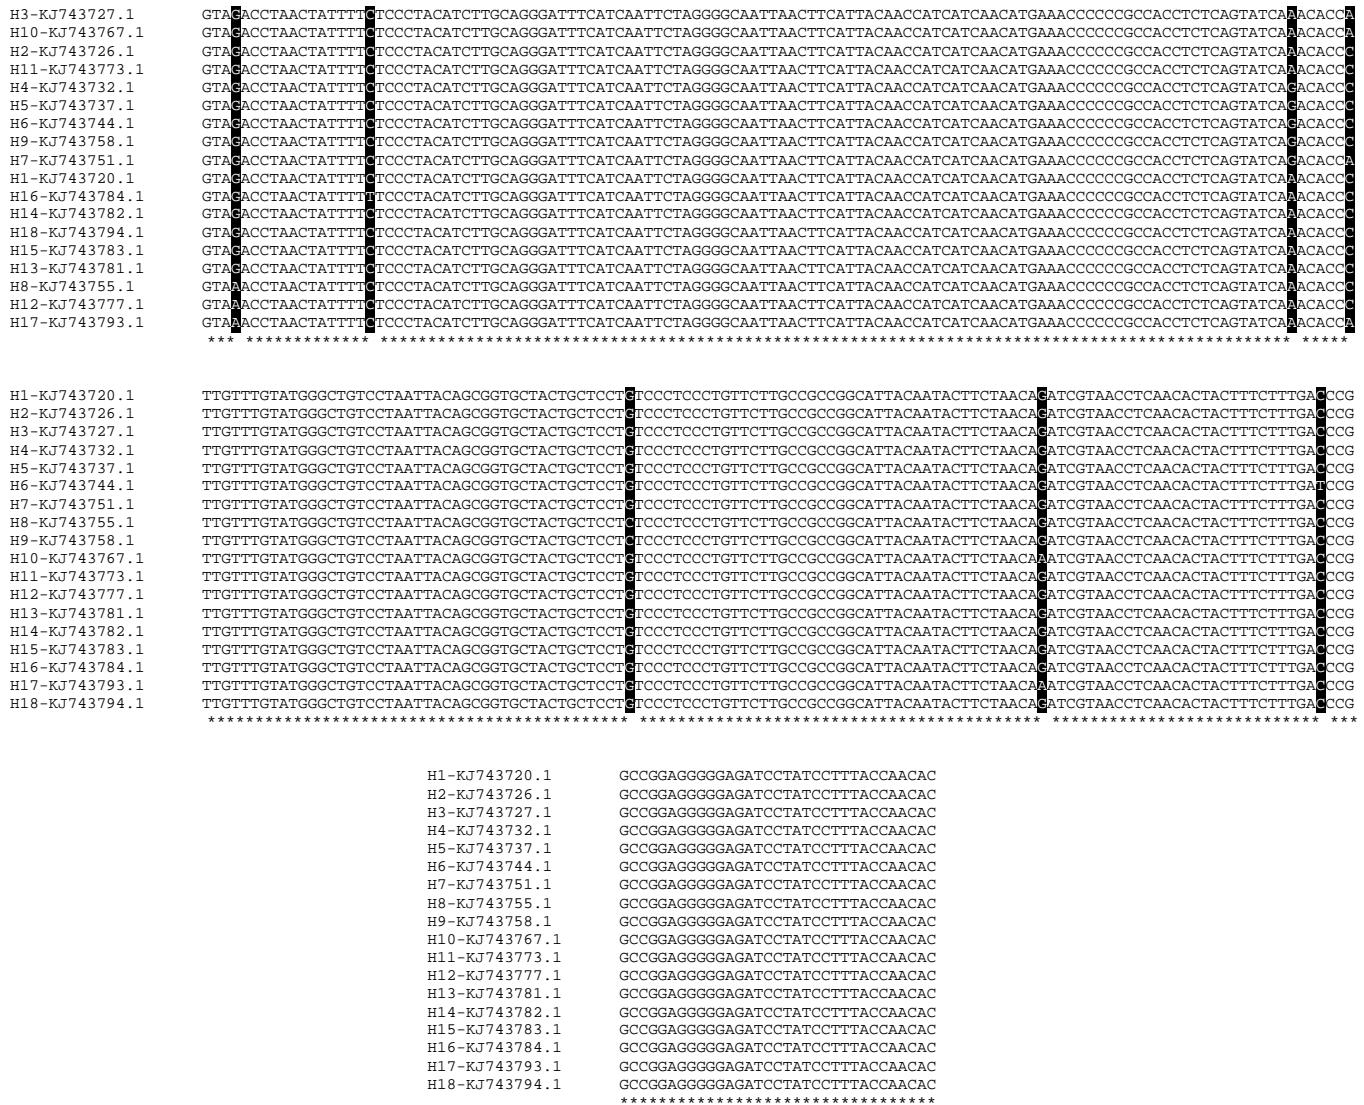 H3-KJ743727.1 GTAGACCTAACTATTTTCTCCCTACATCTTGCAGGGATTTCATCAATTCTAGGGGCAATTAACTTCATTACAACCATCATCAACATGAAACCCCCCGCCACCTCTCAGTATCAAACACCA
H10-KJ743767.1 GTAGACCTAACTATTTTCTCCCTACATCTTGCAGGGATTTCATCAATTCTAGGGGCAATTAACTTCATTACAACCATCATCAACATGAAACCCCCCGCCACCTCTCAGTATCAAACACCA
H2-KJ743726.1 GTAGACCTAACTATTTTCTCCCTACATCTTGCAGGGATTTCATCAATTCTAGGGGCAATTAACTTCATTACAACCATCATCAACATGAAACCCCCCGCCACCTCTCAGTATCAAACACCC
H11-KJ743773.1 GTAGACCTAACTATTTTCTCCCTACATCTTGCAGGGATTTCATCAATTCTAGGGGCAATTAACTTCATTACAACCATCATCAACATGAAACCCCCCGCCACCTCTCAGTATCAAACACCC
H4-KJ743732.1 GTAGACCTAACTATTTTCTCCCTACATCTTGCAGGGATTTCATCAATTCTAGGGGCAATTAACTTCATTACAACCATCATCAACATGAAACCCCCCGCCACCTCTCAGTATCAGACACCC
H5-KJ743737.1 GTAGACCTAACTATTTTCTCCCTACATCTTGCAGGGATTTCATCAATTCTAGGGGCAATTAACTTCATTACAACCATCATCAACATGAAACCCCCCGCCACCTCTCAGTATCAGACACCC
H6-KJ743744.1 GTAGACCTAACTATTTTCTCCCTACATCTTGCAGGGATTTCATCAATTCTAGGGGCAATTAACTTCATTACAACCATCATCAACATGAAACCCCCCGCCACCTCTCAGTATCAGACACCC
H9-KJ743758.1 GTAGACCTAACTATTTTCTCCCTACATCTTGCAGGGATTTCATCAATTCTAGGGGCAATTAACTTCATTACAACCATCATCAACATGAAACCCCCCGCCACCTCTCAGTATCAGACACCC
H7-KJ743751.1 GTAGACCTAACTATTTTCTCCCTACATCTTGCAGGGATTTCATCAATTCTAGGGGCAATTAACTTCATTACAACCATCATCAACATGAAACCCCCCGCCACCTCTCAGTATCAGACACCA
H1-KJ743720.1 GTAGACCTAACTATTTTCTCCCTACATCTTGCAGGGATTTCATCAATTCTAGGGGCAATTAACTTCATTACAACCATCATCAACATGAAACCCCCCGCCACCTCTCAGTATCAAACACCC
H16-KJ743784.1 GTAGACCTAACTATTTTTTCCCTACATCTTGCAGGGATTTCATCAATTCTAGGGGCAATTAACTTCATTACAACCATCATCAACATGAAACCCCCCGCCACCTCTCAGTATCAAACACCC
H14-KJ743782.1 GTAGACCTAACTATTTTCTCCCTACATCTTGCAGGGATTTCATCAATTCTAGGGGCAATTAACTTCATTACAACCATCATCAACATGAAACCCCCCGCCACCTCTCAGTATCAAACACCC
H18-KJ743794.1 GTAGACCTAACTATTTTCTCCCTACATCTTGCAGGGATTTCATCAATTCTAGGGGCAATTAACTTCATTACAACCATCATCAACATGAAACCCCCCGCCACCTCTCAGTATCAAACACCC
H15-KJ743783.1 GTAGACCTAACTATTTTCTCCCTACATCTTGCAGGGATTTCATCAATTCTAGGGGCAATTAACTTCATTACAACCATCATCAACATGAAACCCCCCGCCACCTCTCAGTATCAAACACCC
H13-KJ743781.1 GTAGACCTAACTATTTTCTCCCTACATCTTGCAGGGATTTCATCAATTCTAGGGGCAATTAACTTCATTACAACCATCATCAACATGAAACCCCCCGCCACCTCTCAGTATCAAACACCC
H8-KJ743755.1 GTAAACCTAACTATTTTCTCCCTACATCTTGCAGGGATTTCATCAATTCTAGGGGCAATTAACTTCATTACAACCATCATCAACATGAAACCCCCCGCCACCTCTCAGTATCAAACACCC
H12-KJ743777.1 GTAAACCTAACTATTTTCTCCCTACATCTTGCAGGGATTTCATCAATTCTAGGGGCAATTAACTTCATTACAACCATCATCAACATGAAACCCCCCGCCACCTCTCAGTATCAAACACCC
H17-KJ743793.1 GTAAACCTAACTATTTTCTCCCTACATCTTGCAGGGATTTCATCAATTCTAGGGGCAATTAACTTCATTACAACCATCATCAACATGAAACCCCCCGCCACCTCTCAGTATCAAACACCA
*** ************* *********************************************************************************************** *****
H1-KJ743720.1 TTGTTTGTATGGGCTGTCCTAATTACAGCGGTGCTACTGCTCCTGTCCCTCCCTGTTCTTGCCGCCGGCATTACAATACTTCTAACAGATCGTAACCTCAACACTACTTTCTTTGACCCG
H2-KJ743726.1 TTGTTTGTATGGGCTGTCCTAATTACAGCGGTGCTACTGCTCCTGTCCCTCCCTGTTCTTGCCGCCGGCATTACAATACTTCTAACAGATCGTAACCTCAACACTACTTTCTTTGACCCG
H3-KJ743727.1 TTGTTTGTATGGGCTGTCCTAATTACAGCGGTGCTACTGCTCCTGTCCCTCCCTGTTCTTGCCGCCGGCATTACAATACTTCTAACAGATCGTAACCTCAACACTACTTTCTTTGACCCG
H4-KJ743732.1 TTGTTTGTATGGGCTGTCCTAATTACAGCGGTGCTACTGCTCCTGTCCCTCCCTGTTCTTGCCGCCGGCATTACAATACTTCTAACAGATCGTAACCTCAACACTACTTTCTTTGACCCG
H5-KJ743737.1 TTGTTTGTATGGGCTGTCCTAATTACAGCGGTGCTACTGCTCCTGTCCCTCCCTGTTCTTGCCGCCGGCATTACAATACTTCTAACAGATCGTAACCTCAACACTACTTTCTTTGACCCG
H6-KJ743744.1 TTGTTTGTATGGGCTGTCCTAATTACAGCGGTGCTACTGCTCCTGTCCCTCCCTGTTCTTGCCGCCGGCATTACAATACTTCTAACAGATCGTAACCTCAACACTACTTTCTTTGATCCG
H7-KJ743751.1 TTGTTTGTATGGGCTGTCCTAATTACAGCGGTGCTACTGCTCCTGTCCCTCCCTGTTCTTGCCGCCGGCATTACAATACTTCTAACAGATCGTAACCTCAACACTACTTTCTTTGACCCG
H8-KJ743755.1 TTGTTTGTATGGGCTGTCCTAATTACAGCGGTGCTACTGCTCCTCTCCCTCCCTGTTCTTGCCGCCGGCATTACAATACTTCTAACAGATCGTAACCTCAACACTACTTTCTTTGACCCG
H9-KJ743758.1 TTGTTTGTATGGGCTGTCCTAATTACAGCGGTGCTACTGCTCCTCTCCCTCCCTGTTCTTGCCGCCGGCATTACAATACTTCTAACAGATCGTAACCTCAACACTACTTTCTTTGACCCG
H10-KJ743767.1 TTGTTTGTATGGGCTGTCCTAATTACAGCGGTGCTACTGCTCCTGTCCCTCCCTGTTCTTGCCGCCGGCATTACAATACTTCTAACAAATCGTAACCTCAACACTACTTTCTTTGACCCG
H11-KJ743773.1 TTGTTTGTATGGGCTGTCCTAATTACAGCGGTGCTACTGCTCCTGTCCCTCCCTGTTCTTGCCGCCGGCATTACAATACTTCTAACAGATCGTAACCTCAACACTACTTTCTTTGACCCG
H12-KJ743777.1 TTGTTTGTATGGGCTGTCCTAATTACAGCGGTGCTACTGCTCCTGTCCCTCCCTGTTCTTGCCGCCGGCATTACAATACTTCTAACAGATCGTAACCTCAACACTACTTTCTTTGACCCG
H13-KJ743781.1 TTGTTTGTATGGGCTGTCCTAATTACAGCGGTGCTACTGCTCCTGTCCCTCCCTGTTCTTGCCGCCGGCATTACAATACTTCTAACAGATCGTAACCTCAACACTACTTTCTTTGACCCG
H14-KJ743782.1 TTGTTTGTATGGGCTGTCCTAATTACAGCGGTGCTACTGCTCCTGTCCCTCCCTGTTCTTGCCGCCGGCATTACAATACTTCTAACAGATCGTAACCTCAACACTACTTTCTTTGACCCG
H15-KJ743783.1 TTGTTTGTATGGGCTGTCCTAATTACAGCGGTGCTACTGCTCCTGTCCCTCCCTGTTCTTGCCGCCGGCATTACAATACTTCTAACAGATCGTAACCTCAACACTACTTTCTTTGACCCG
H16-KJ743784.1 TTGTTTGTATGGGCTGTCCTAATTACAGCGGTGCTACTGCTCCTGTCCCTCCCTGTTCTTGCCGCCGGCATTACAATACTTCTAACAGATCGTAACCTCAACACTACTTTCTTTGACCCG
H17-KJ743793.1 TTGTTTGTATGGGCTGTCCTAATTACAGCGGTGCTACTGCTCCTGTCCCTCCCTGTTCTTGCCGCCGGCATTACAATACTTCTAACAAATCGTAACCTCAACACTACTTTCTTTGACCCG
H18-KJ743794.1 TTGTTTGTATGGGCTGTCCTAATTACAGCGGTGCTACTGCTCCTGTCCCTCCCTGTTCTTGCCGCCGGCATTACAATACTTCTAACAGATCGTAACCTCAACACTACTTTCTTTGACCCG
******************************************** ****************************************** **************************** ***
H1-KJ743720.1 GCCGGAGGGGGAGATCCTATCCTTTACCAACAC
H2-KJ743726.1 GCCGGAGGGGGAGATCCTATCCTTTACCAACAC
H3-KJ743727.1 GCCGGAGGGGGAGATCCTATCCTTTACCAACAC
H4-KJ743732.1 GCCGGAGGGGGAGATCCTATCCTTTACCAACAC
H5-KJ743737.1 GCCGGAGGGGGAGATCCTATCCTTTACCAACAC
H6-KJ743744.1 GCCGGAGGGGGAGATCCTATCCTTTACCAACAC
H7-KJ743751.1 GCCGGAGGGGGAGATCCTATCCTTTACCAACAC
H8-KJ743755.1 GCCGGAGGGGGAGATCCTATCCTTTACCAACAC
H9-KJ743758.1 GCCGGAGGGGGAGATCCTATCCTTTACCAACAC
H10-KJ743767.1 GCCGGAGGGGGAGATCCTATCCTTTACCAACAC
H11-KJ743773.1 GCCGGAGGGGGAGATCCTATCCTTTACCAACAC
H12-KJ743777.1 GCCGGAGGGGGAGATCCTATCCTTTACCAACAC
H13-KJ743781.1 GCCGGAGGGGGAGATCCTATCCTTTACCAACAC
H14-KJ743782.1 GCCGGAGGGGGAGATCCTATCCTTTACCAACAC
H15-KJ743783.1 GCCGGAGGGGGAGATCCTATCCTTTACCAACAC
H16-KJ743784.1 GCCGGAGGGGGAGATCCTATCCTTTACCAACAC
H17-KJ743793.1 GCCGGAGGGGGAGATCCTATCCTTTACCAACAC
H18-KJ743794.1 GCCGGAGGGGGAGATCCTATCCTTTACCAACAC
*********************************